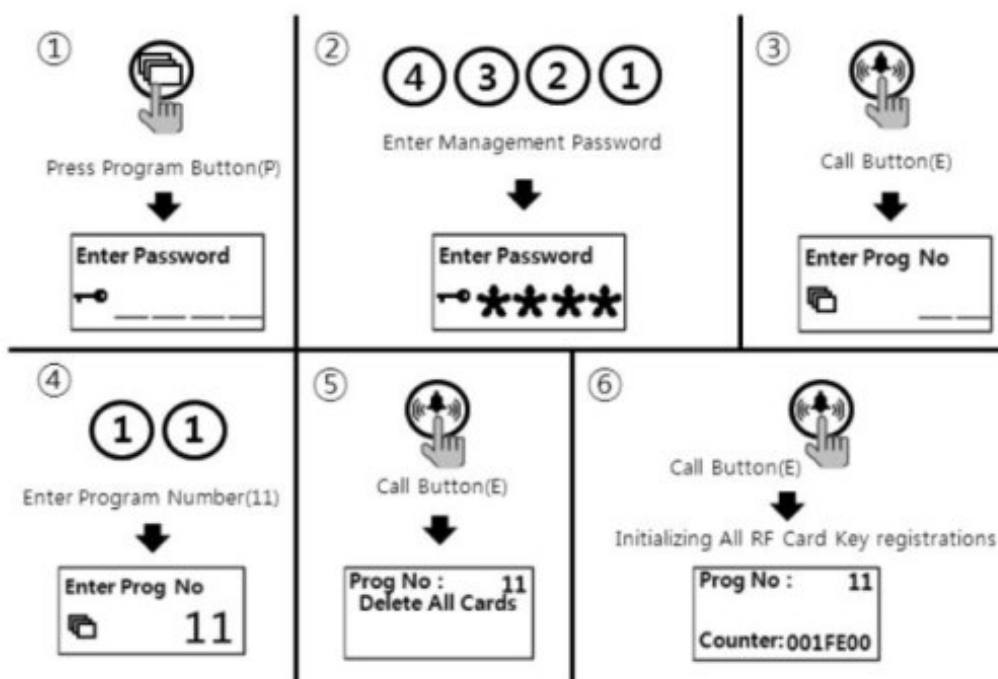 ①
Press Program Button(P)
Enter Password
②
4 3 2 1
Enter Management Password
Enter Password
****
③
Call Button(E)
Enter Prog No
④
1 1
Enter Program Number(11)
Enter Prog No
11
⑤
Call Button(E)
Prog No : 11
Delete All Cards
⑥
Call Button(E)
Initializing All RF Card Key registrations
Prog No : 11
Counter: 001FE00